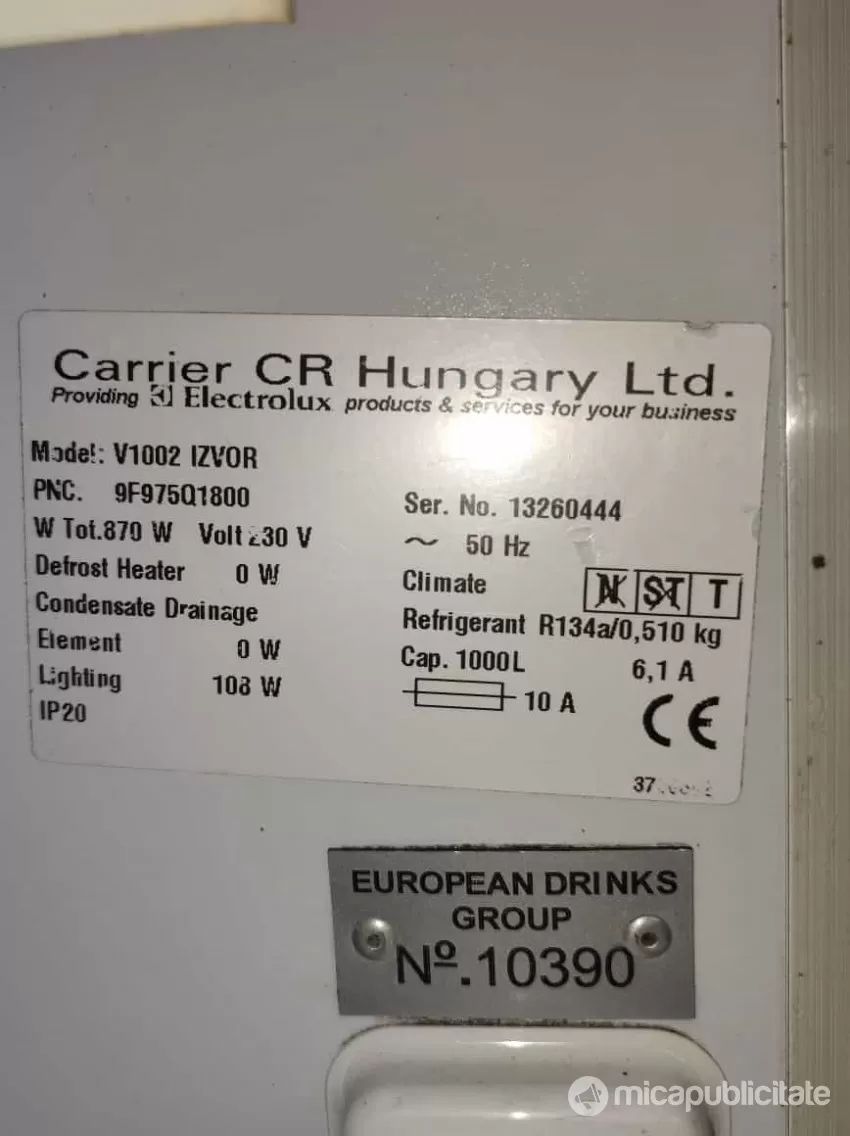 Carrier CR Hungary Ltd.
Providing Electrolux products & services for your business
Model: V1002 IZVOR
PNC. 9F975Q1800
Ser. No. 13260444
W Tot.870 W Volt 230 V
~ 50 Hz
Defrost Heater 0 W
Climate N ST T
Condensate Drainage
Refrigerant R134a/0,510 kg
Element 0 W
Cap. 1000L 6,1 A
Lighting 108 W
10 A
IP20
CE
EUROPEAN DRINKS
GROUP
Nº.10390
micapublicitate